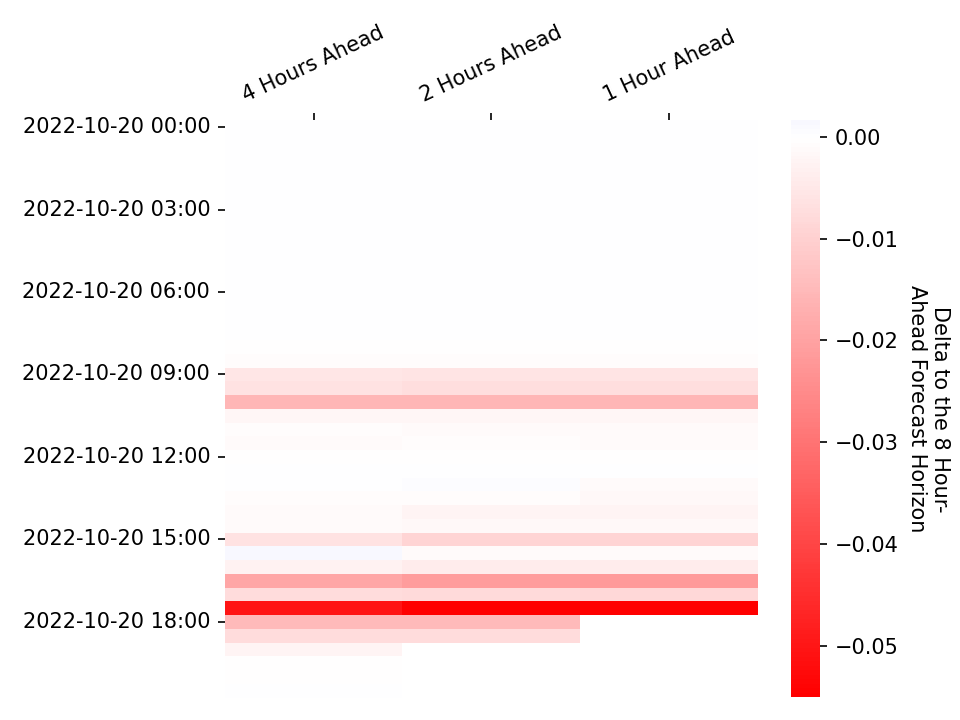 4 Hours Ahead
2 Hours Ahead
1 Hour Ahead
2022-10-20 00:00
2022-10-20 03:00
2022-10-20 06:00
2022-10-20 09:00
2022-10-20 12:00
2022-10-20 15:00
2022-10-20 18:00
0.00
−0.01
−0.02
−0.03
−0.04
−0.05
Delta to the 8 Hour-
Ahead Forecast Horizon